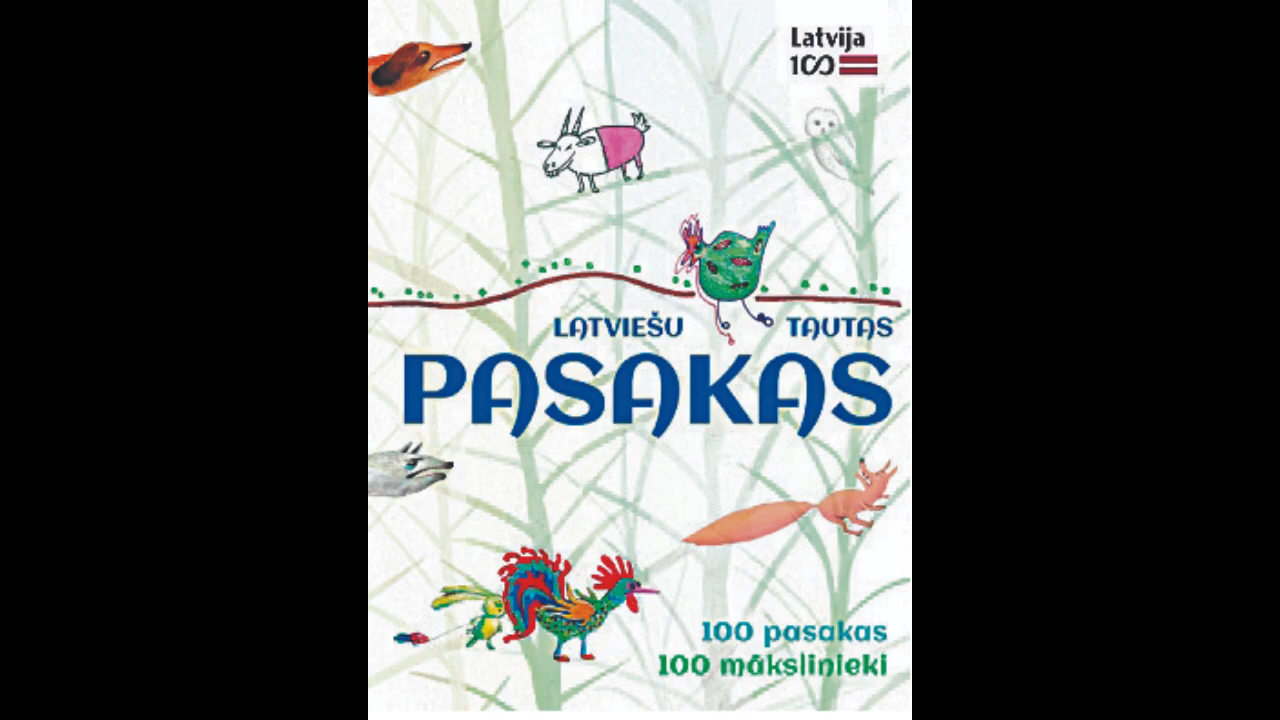 Latvija
100
LATVIEŠU TAUTAS
PASAKAS
100 pasakas
100 mākslinieki